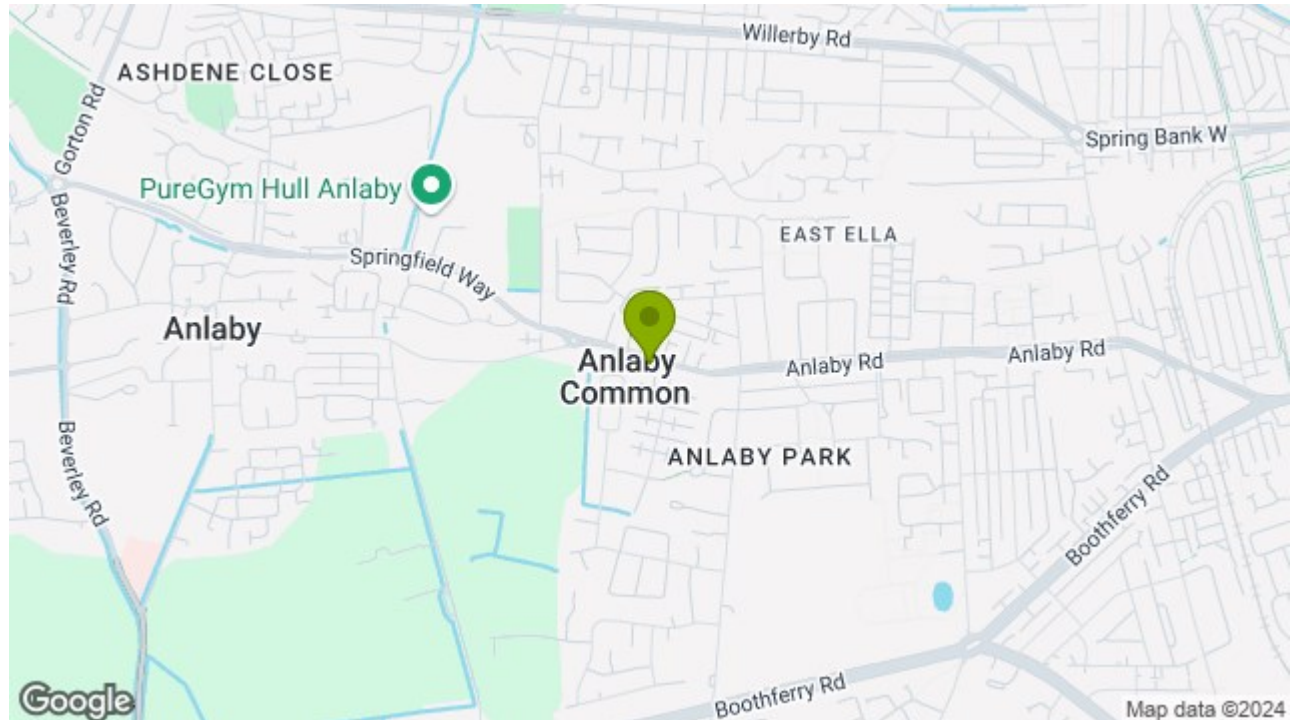 Willerby Rd
ASHDENE CLOSE
Gorton Rd
Spring Bank W
PureGym Hull Anlaby
Beverley Rd
EAST ELLA
Springfield Way
Anlaby
Anlaby
Common
Anlaby Rd
Anlaby Rd
ANLABY PARK
Beverley Rd
Boothferry Rd
Boothferry Rd
Google
Map data ©2024